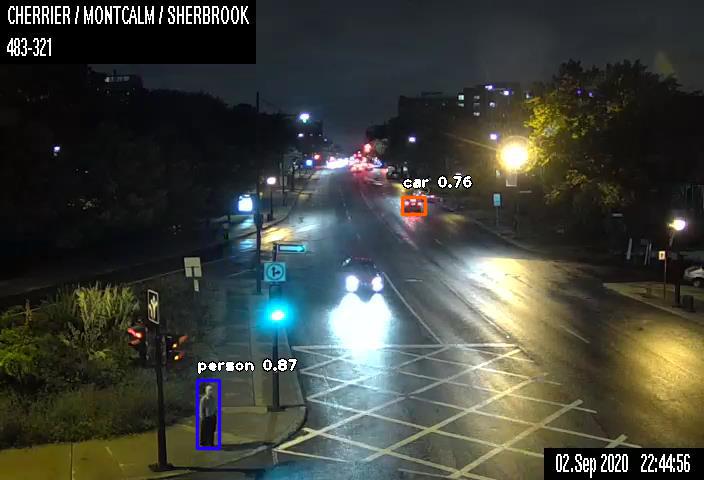 CHERRIER / MONTCALM / SHERBROOK
483-321
car 0.76
person 0.87
02.Sep 2020 22:44:56